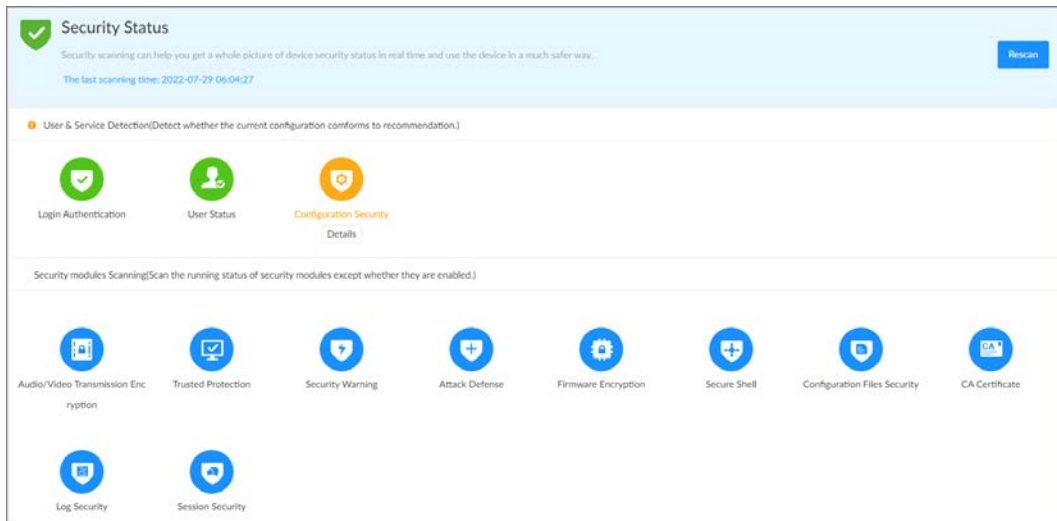 Security Status
Security scanning can help you get a whole picture of device security status in real time and use the device in a much safer way.
Rescan
The last scanning time: 2022-07-29 06:04:27
User & Service Detection(Detect whether the current configuration comforms to recommendation.)
Login Authentication
User Status
Configuration Security
Details
Security modules Scanning(Scan the running status of security modules except whether they are enabled.)
CA
Audio/Video Transmission Enc
ryption
Trusted Protection
Security Warning
Attack Defense
Firmware Encryption
Secure Shell
Configuration Files Security
CA Certificate
Log Security
Session Security